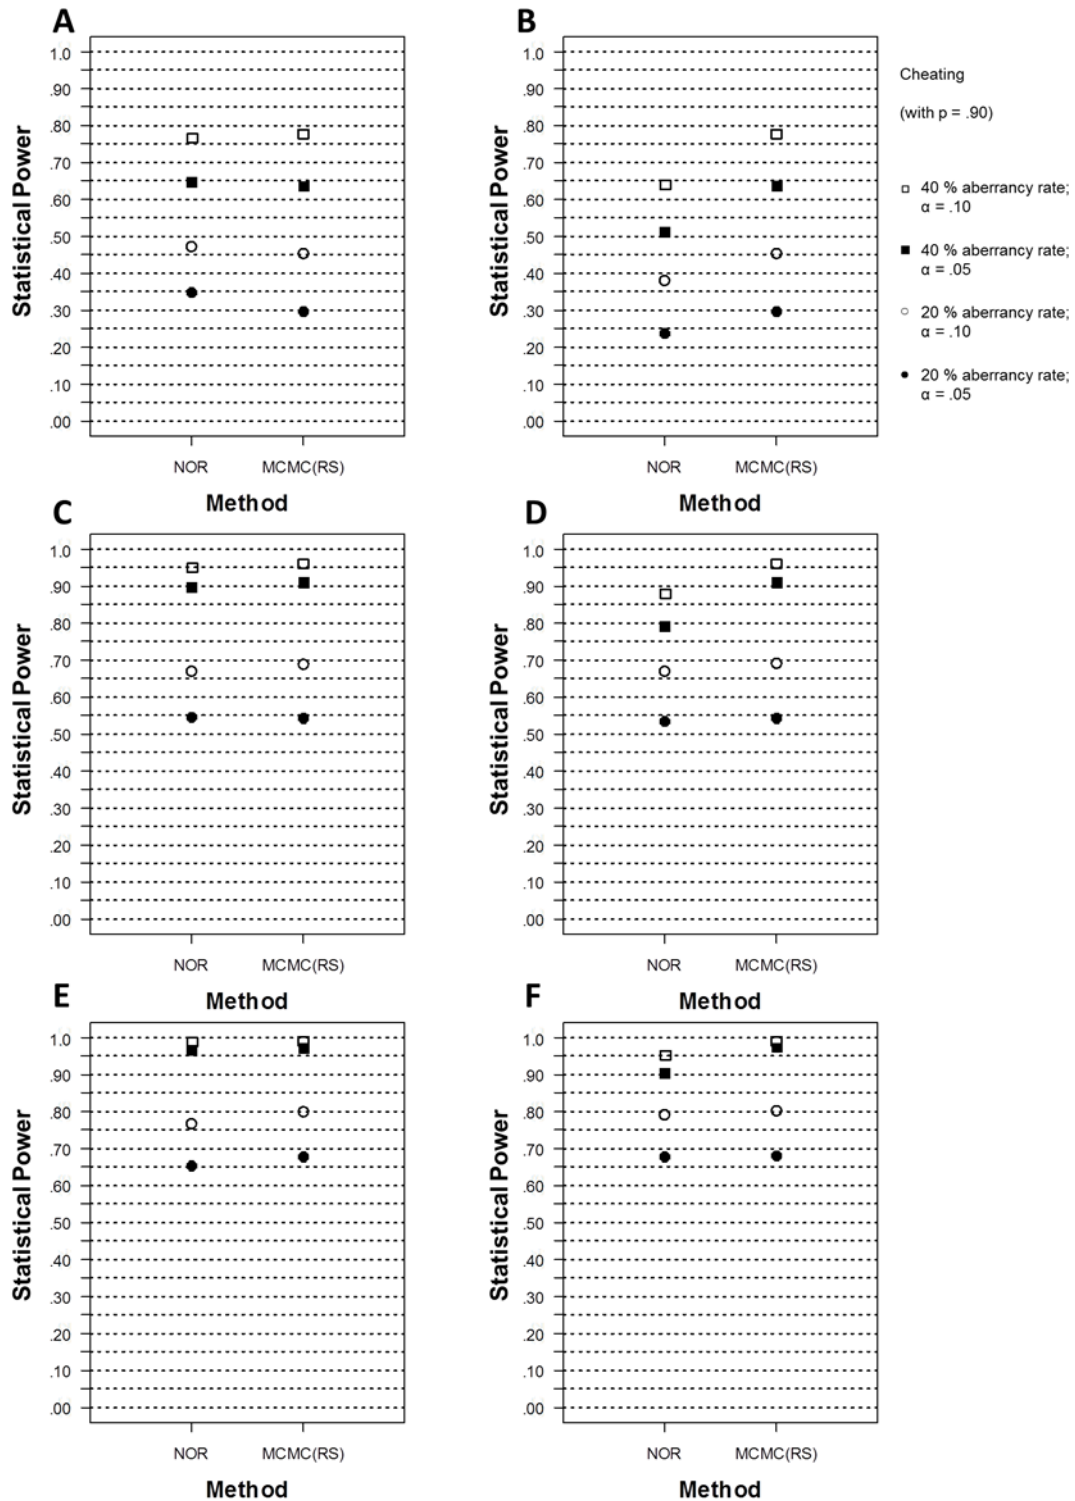 A
Statistical Power
1.0
.90
.80
.70
.60
.50
.40
.30
.20
.10
.00
NOR
MCMC(RS)
Method
B
Statistical Power
1.0
.90
.80
.70
.60
.50
.40
.30
.20
.10
.00
NOR
MCMC(RS)
Method
Cheating
(with p = .90)
40 % aberrancy rate;
α = .10
40 % aberrancy rate;
α = .05
20 % aberrancy rate;
α = .10
20 % aberrancy rate;
α = .05
C
Statistical Power
1.0
.90
.80
.70
.60
.50
.40
.30
.20
.10
.00
NOR
MCMC(RS)
Method
D
Statistical Power
1.0
.90
.80
.70
.60
.50
.40
.30
.20
.10
.00
NOR
MCMC(RS)
Method
E
Statistical Power
1.0
.90
.80
.70
.60
.50
.40
.30
.20
.10
.00
NOR
MCMC(RS)
Method
F
Statistical Power
1.0
.90
.80
.70
.60
.50
.40
.30
.20
.10
.00
NOR
MCMC(RS)
Method